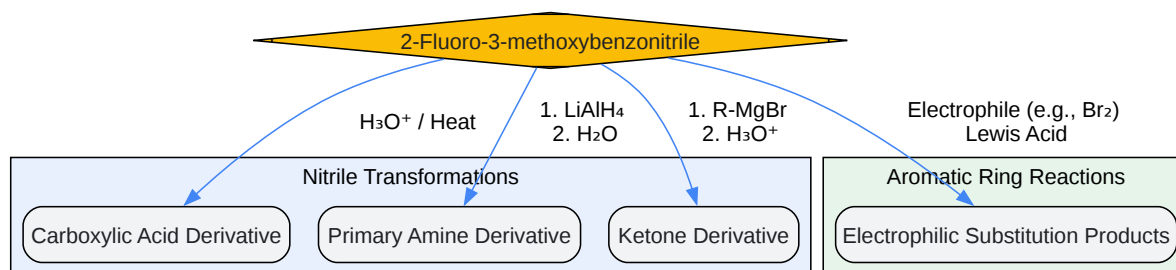 2-Fluoro-3-methoxybenzonitrile
H₃O⁺ / Heat
1. LiAlH₄
2. H₂O
1. R-MgBr
2. H₃O⁺
Electrophile (e.g., Br₂)
Lewis Acid
Nitrile Transformations
Aromatic Ring Reactions
Carboxylic Acid Derivative
Primary Amine Derivative
Ketone Derivative
Electrophilic Substitution Products